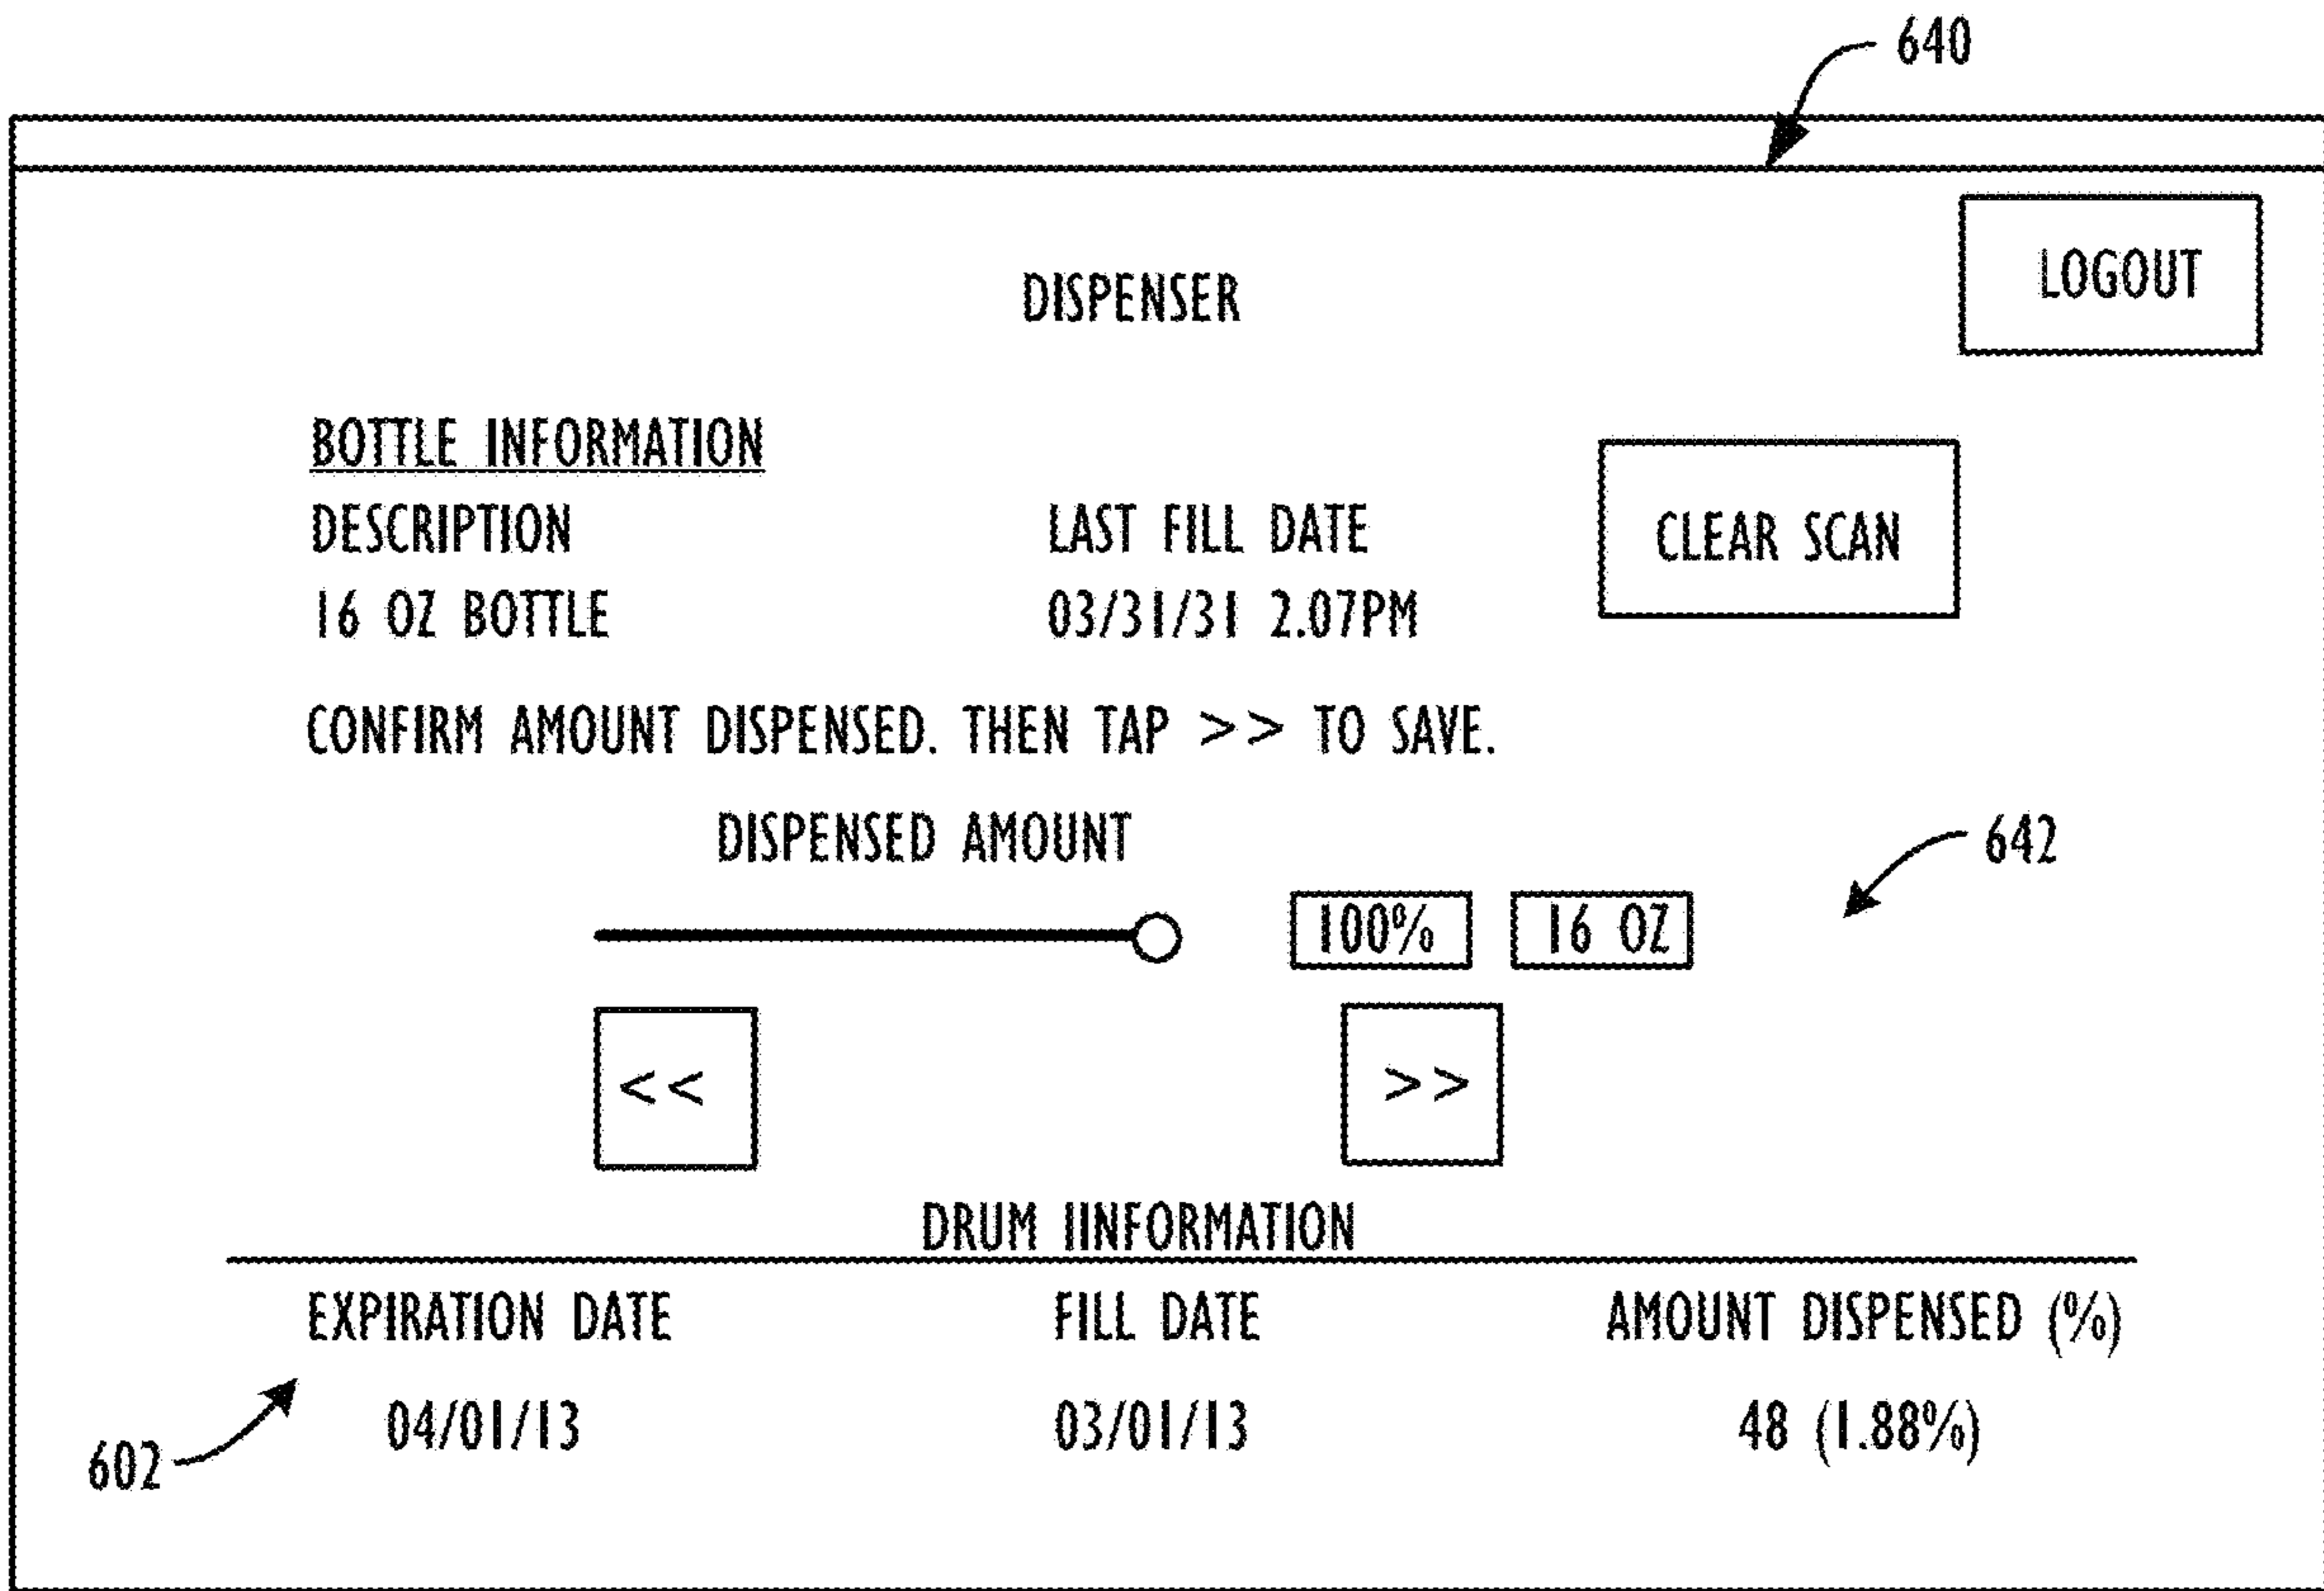 640
LOGOUT
DISPENSER
BOTTLE INFORMATION
DESCRIPTION LAST FILL DATE
CLEAR SCAN
16 OZ BOTTLE 03/31/31 2.07PM
CONFIRM AMOUNT DISPENSED. THEN TAP >> TO SAVE.
DISPENSED AMOUNT
642
100% 16 OZ
<< >>
DRUM IINFORMATION
EXPIRATION DATE FILL DATE AMOUNT DISPENSED (%)
04/01/13 03/01/13 48 (1.88%)
602